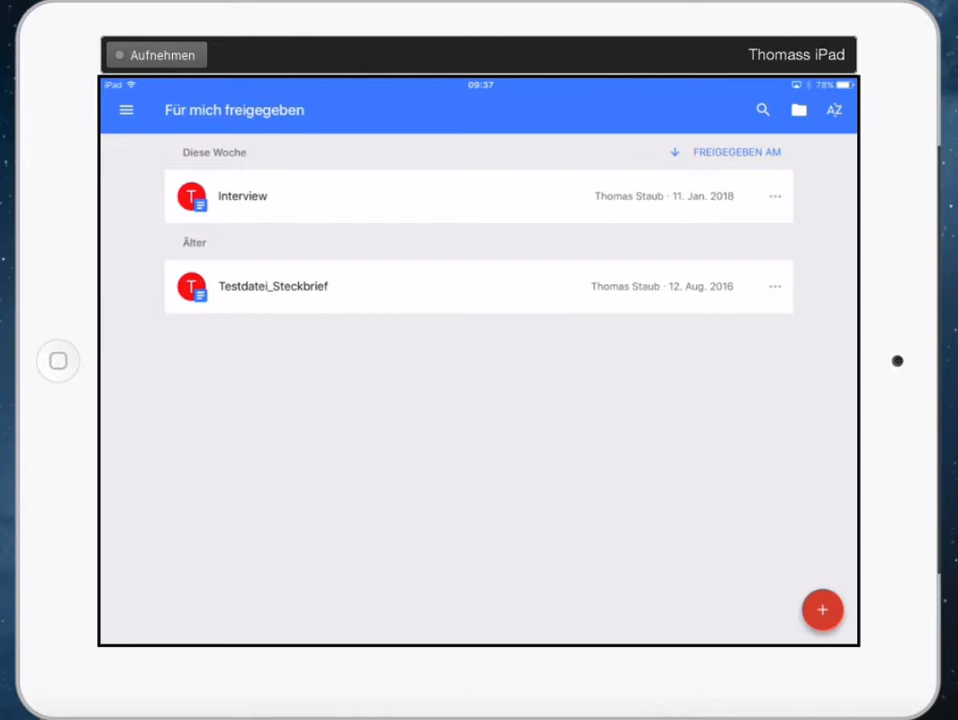 Aufnehmen
Thomass iPad
iPad
09:37
78%
Für mich freigegeben
AZ
Diese Woche
FREIGEGEBEN AM
T
Interview
Thomas Staub · 11. Jan. 2018
Älter
T
Testdatei_Steckbrief
Thomas Staub · 12. Aug. 2016